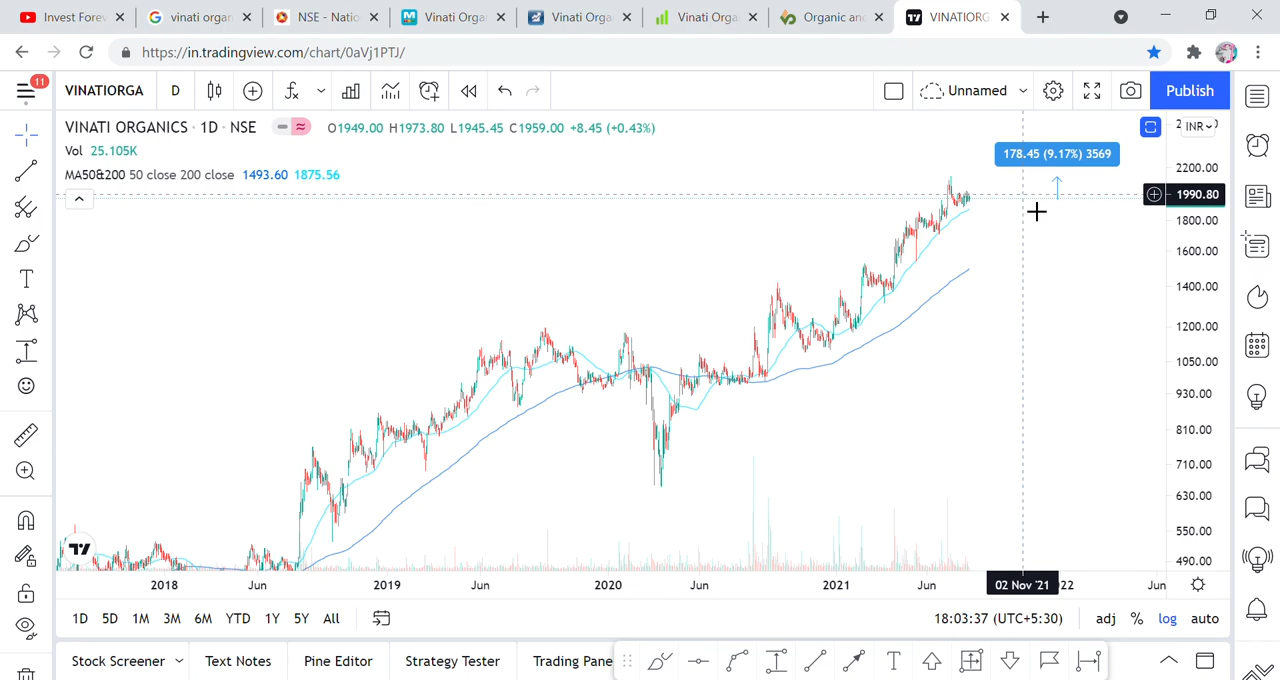 Invest Forev
vinati organ
NSE - Natio
Vinati Orga
Vinati Orga
Vinati Orga
Organic an
VINATIORG
https://in.tradingview.com/chart/0aVj1PTJ/
11
VINATIORGA
D
Unnamed
Publish
VINATI ORGANICS · 1D · NSE
O1949.00 H1973.80 L1945.45 C1959.00 +8.45 (+0.43%)
INR
Vol 25.105K
178.45 (9.17%) 3569
MA50&200 50 close 200 close 1493.60 1875.56
2200.00
1990.80
1800.00
1600.00
1400.00
1200.00
1050.00
930.00
810.00
710.00
630.00
550.00
490.00
2018
Jun
2019
Jun
2020
Jun
2021
Jun
02 Nov '21
22
Jun
1D
5D
1M
3M
6M
YTD
1Y
5Y
All
18:03:37 (UTC+5:30)
adj
%
log
auto
Stock Screener
Text Notes
Pine Editor
Strategy Tester
Trading Pane
T